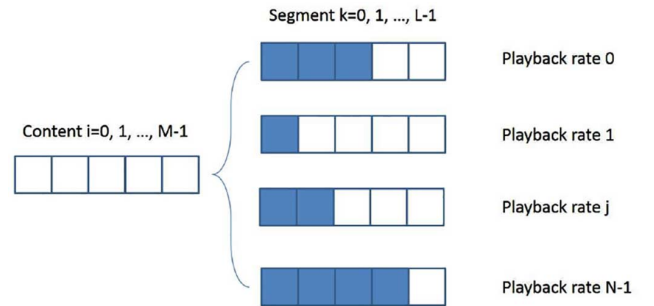 Segment k=0, 1, ..., L-1
Playback rate 0
Content i=0, 1, ..., M-1
Playback rate 1
Playback rate j
Playback rate N-1